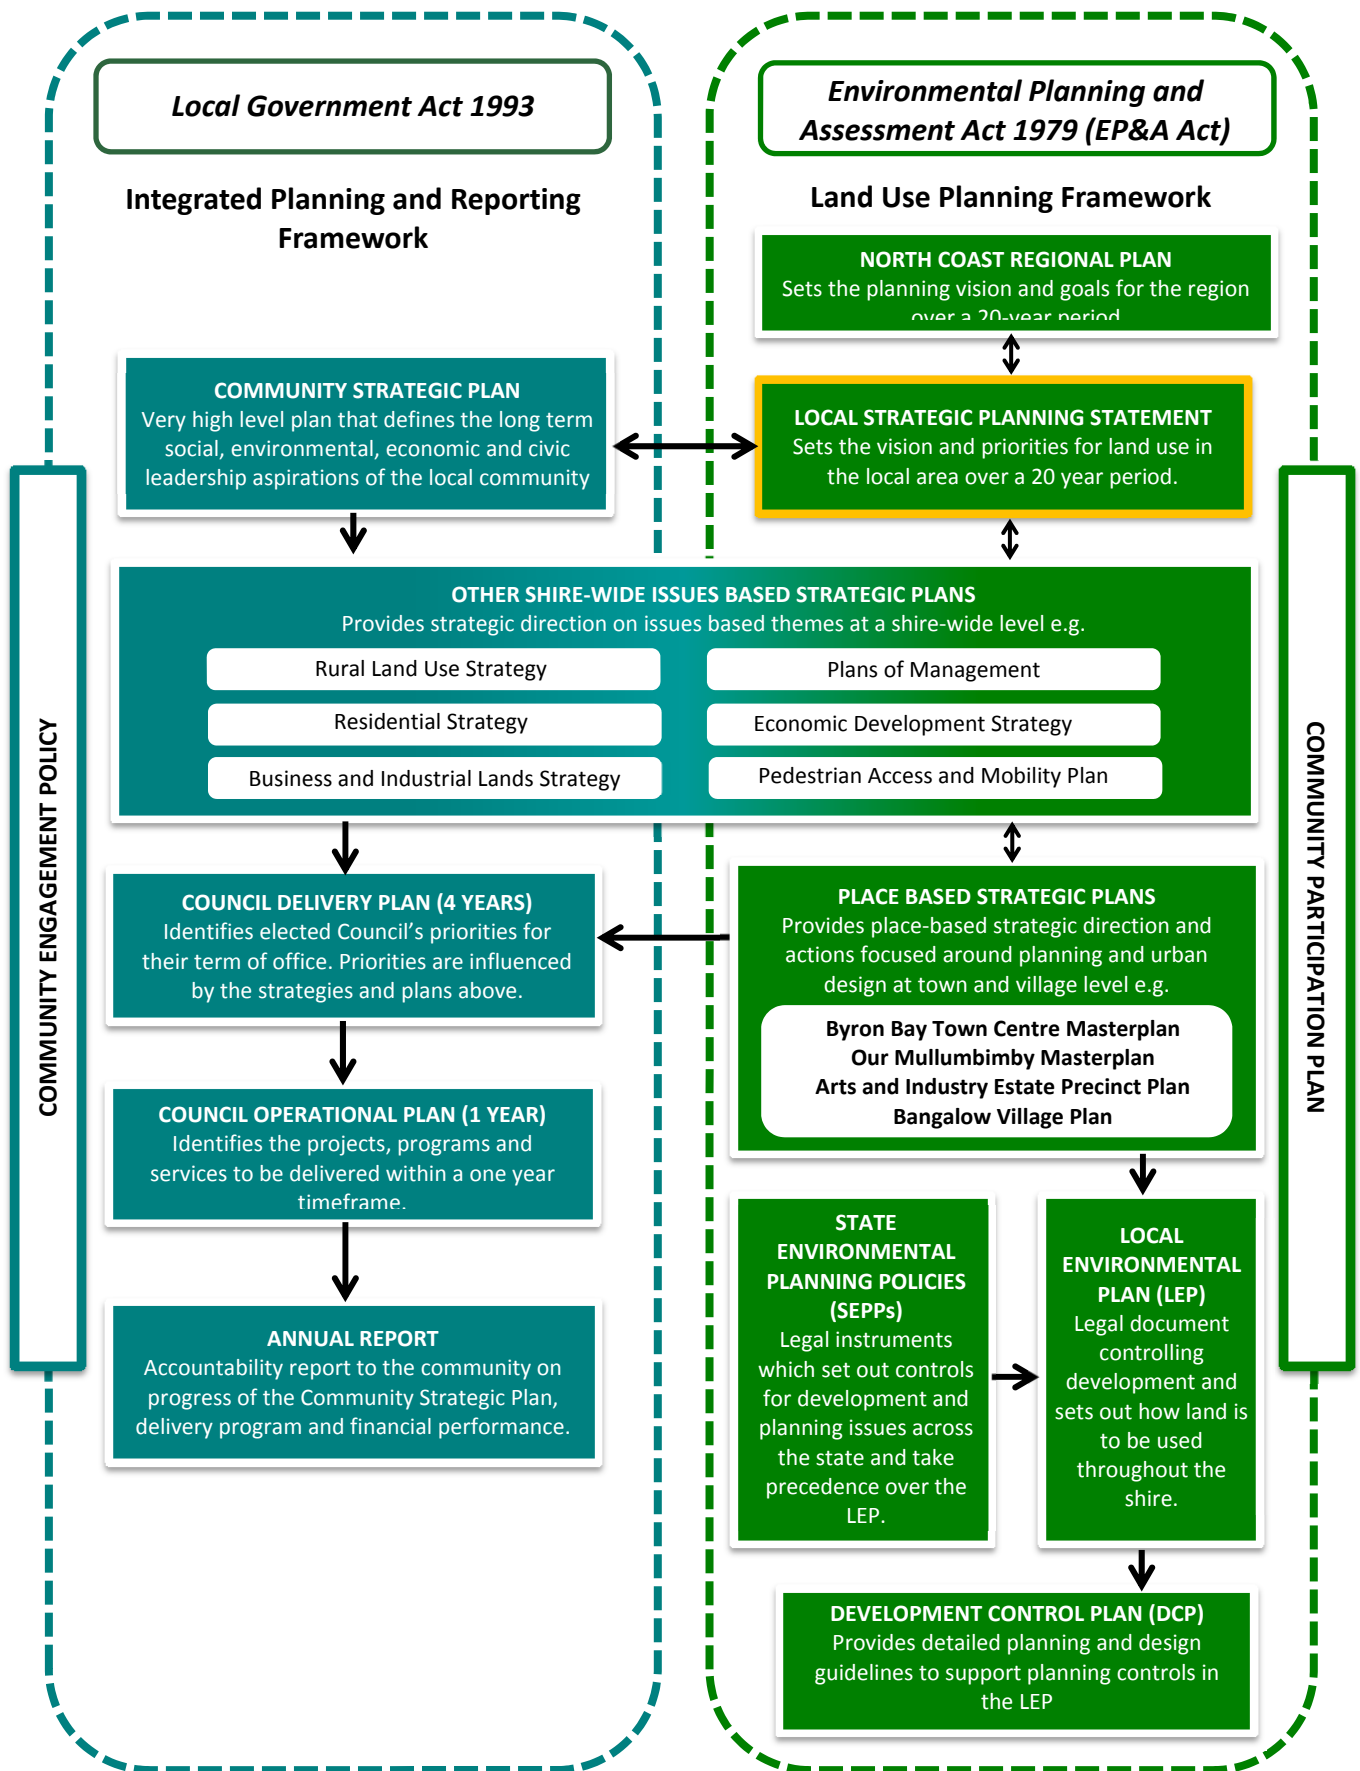 Local Government Act 1993
Integrated Planning and Reporting
Framework
COMMUNITY STRATEGIC PLAN
Very high level plan that defines the long term
social, environmental, economic and civic
leadership aspirations of the local community
Environmental Planning and
Assessment Act 1979 (EP&A Act)
Land Use Planning Framework
NORTH COAST REGIONAL PLAN
Sets the planning vision and goals for the region
over a 20-year period
LOCAL STRATEGIC PLANNING STATEMENT
Sets the vision and priorities for land use in
the local area over a 20 year period.
OTHER SHIRE-WIDE ISSUES BASED STRATEGIC PLANS
Provides strategic direction on issues based themes at a shire-wide level e.g.
Rural Land Use Strategy
Plans of Management
Residential Strategy
Economic Development Strategy
Business and Industrial Lands Strategy
Pedestrian Access and Mobility Plan
COMMUNITY ENGAGEMENT POLICY
COMMUNITY PARTICIPATION PLAN
COUNCIL DELIVERY PLAN (4 YEARS)
Identifies elected Council’s priorities for
their term of office. Priorities are influenced
by the strategies and plans above.
COUNCIL OPERATIONAL PLAN (1 YEAR)
Identifies the projects, programs and
services to be delivered within a one year
timeframe.
ANNUAL REPORT
Accountability report to the community on
progress of the Community Strategic Plan,
delivery program and financial performance.
PLACE BASED STRATEGIC PLANS
Provides place-based strategic direction and
actions focused around planning and urban
design at town and village level e.g.
Byron Bay Town Centre Masterplan
Our Mullumbimby Masterplan
Arts and Industry Estate Precinct Plan
Bangalow Village Plan
STATE
ENVIRONMENTAL
PLANNING POLICIES
(SEPPs)
Legal instruments
which set out controls
for development and
planning issues across
the state and take
precedence over the
LEP.
LOCAL
ENVIRONMENTAL
PLAN (LEP)
Legal document
controlling
development and
sets out how land is
to be used
throughout the
shire.
DEVELOPMENT CONTROL PLAN (DCP)
Provides detailed planning and design
guidelines to support planning controls in
the LEP